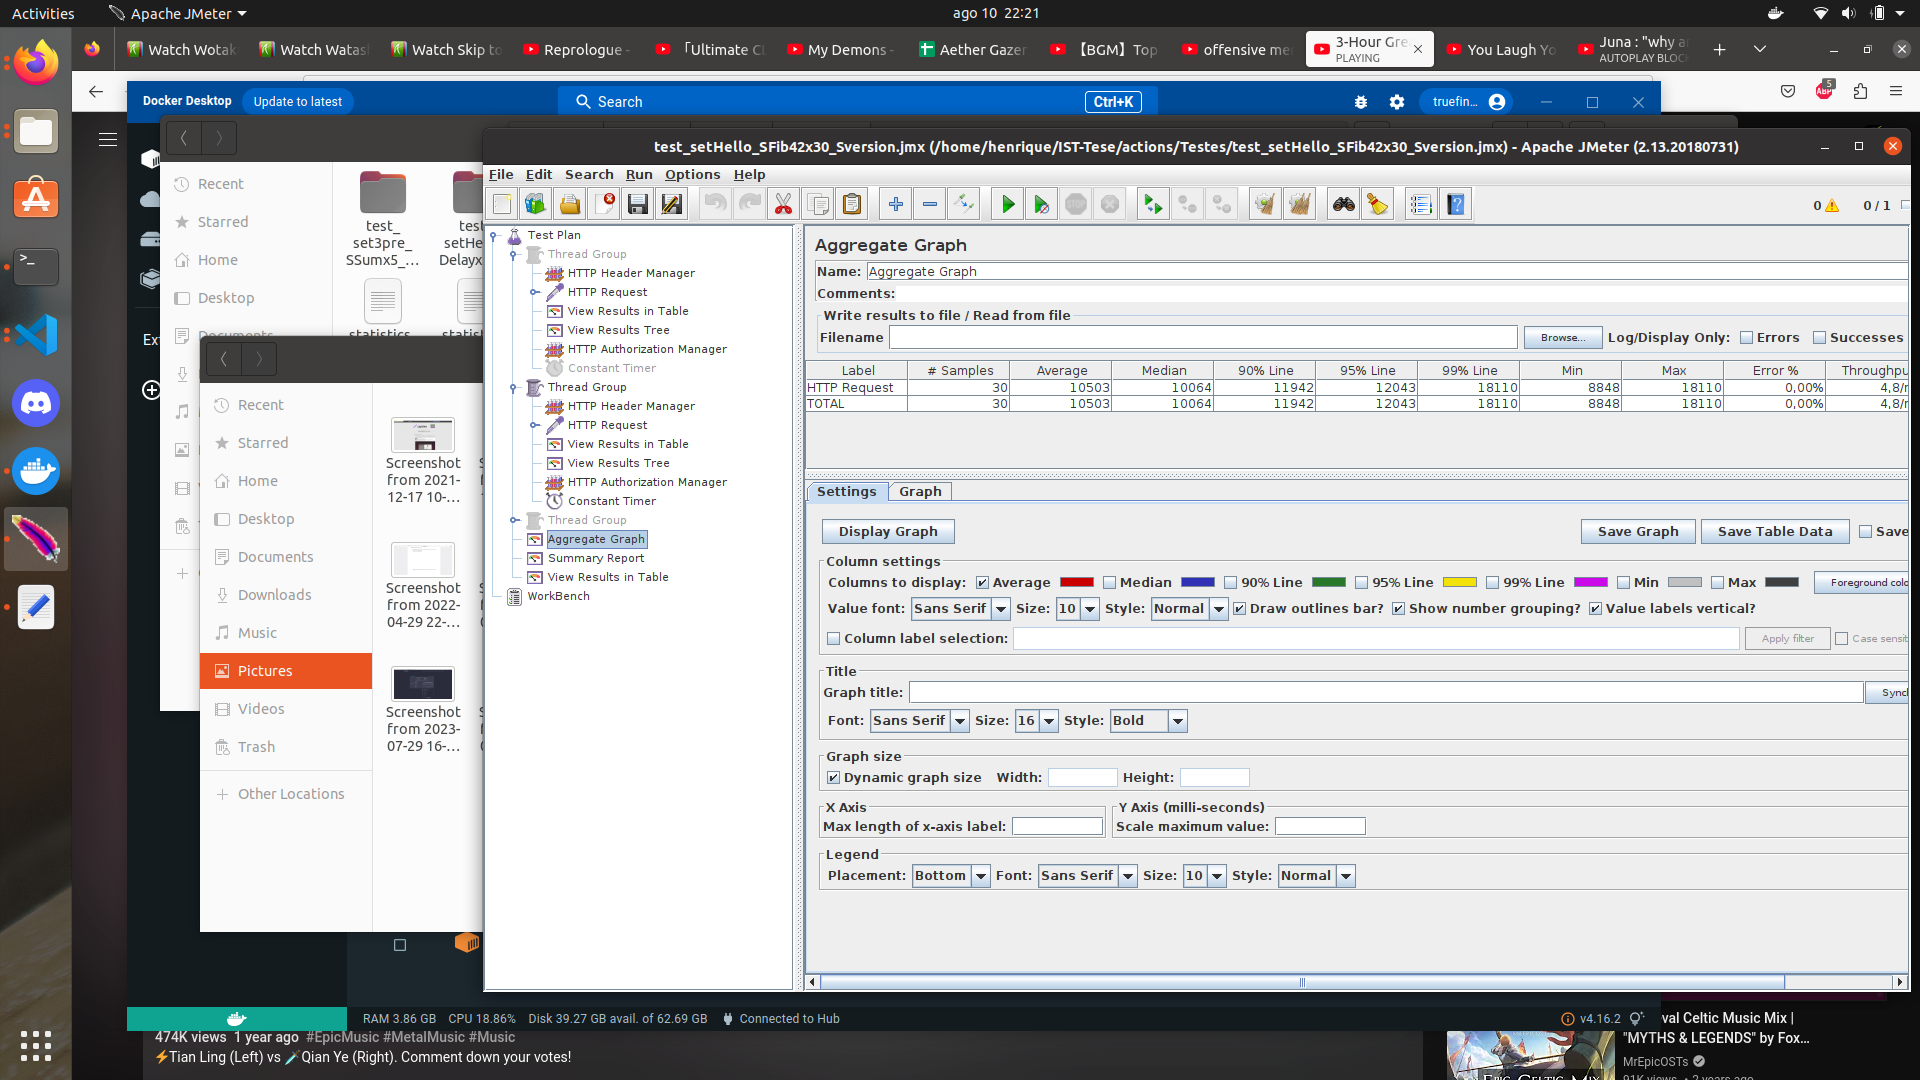 Activities
Apache JMeter
ago 10 22:21
Watch Wotak
Watch Watash
Watch Skip to
Reprologue -
「Ultimate Cl
My Demons -
Aether Gazer
【BGM】Top
offensive me
3-Hour Gre
PLAYING
You Laugh Yo
Juna : "why a
AUTOPLAY BLOC
Docker Desktop
Update to latest
Search
Ctrl+K
truefin...
ABP
5
Recent
Starred
Home
Desktop
Documents
test_
set3pre_
SSumx5_...
Delayx
statistics
Recent
Starred
Home
Desktop
Documents
Downloads
Music
Pictures
Videos
Trash
Other Locations
Screenshot
from 2021-
12-17 10-...
Screenshot
from 2022-
04-29 22-...
Screenshot
from 2023-
07-29 16-...
test_setHello_SFib42x30_Sversion.jmx (/home/henrique/IST-Tese/actions/Testes/test_setHello_SFib42x30_Sversion.jmx) - Apache JMeter (2.13.20180731)
File Edit Search Run Options Help
0 0 / 1
Test Plan
Thread Group
HTTP Header Manager
HTTP Request
View Results in Table
View Results Tree
HTTP Authorization Manager
Constant Timer
Thread Group
HTTP Header Manager
HTTP Request
View Results in Table
View Results Tree
HTTP Authorization Manager
Constant Timer
Thread Group
Aggregate Graph
Summary Report
View Results in Table
WorkBench
Aggregate Graph
Name: Aggregate Graph
Comments:
Write results to file / Read from file
Filename Browse... Log/Display Only: Errors Successes
Label # Samples Average Median 90% Line 95% Line 99% Line Min Max Error % Throughpu
HTTP Request 30 10503 10064 11942 12043 18110 8848 18110 0,00% 4,8/
TOTAL 30 10503 10064 11942 12043 18110 8848 18110 0,00% 4,8/
Settings Graph
Display Graph Save Graph Save Table Data Save
Column settings
Columns to display: Average Median 90% Line 95% Line 99% Line Min Max Foreground colo
Value font: Sans Serif Size: 10 Style: Normal Draw outlines bar? Show number grouping? Value labels vertical?
Column label selection: Apply filter Case sensit
Title
Graph title: Sync
Font: Sans Serif Size: 16 Style: Bold
Graph size
Dynamic graph size Width: Height:
X Axis
Max length of x-axis label:
Y Axis (milli-seconds)
Scale maximum value:
Legend
Placement: Bottom Font: Sans Serif Size: 10 Style: Normal
RAM 3.86 GB CPU 18.86% Disk 39.27 GB avail. of 62.69 GB Connected to Hub
v4.16.2
474K views 1 year ago #EpicMusic #MetalMusic #Music
⚡Tian Ling (Left) vs 🗡Qian Ye (Right). Comment down your votes!
val Celtic Music Mix |
"MYTHS & LEGENDS" by Fox...
MrEpicOSTs
91K views • 2 years ago